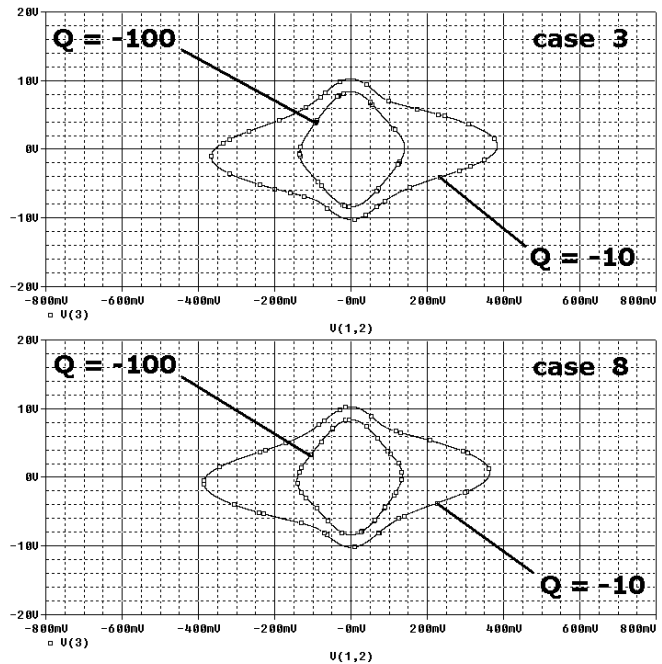 20V
Q = -100
case 3
10V
0V
-10V
Q = -10
-20V
-800mV -600mV -400mV -200mV -0mV 200mV 400mV 600mV 800mV
▫ V(3)
V(1,2)
20V
Q = -100
case 8
10V
0V
-10V
Q = -10
-20V
-800mV -600mV -400mV -200mV -0mV 200mV 400mV 600mV 800mV
▫ V(3)
V(1,2)